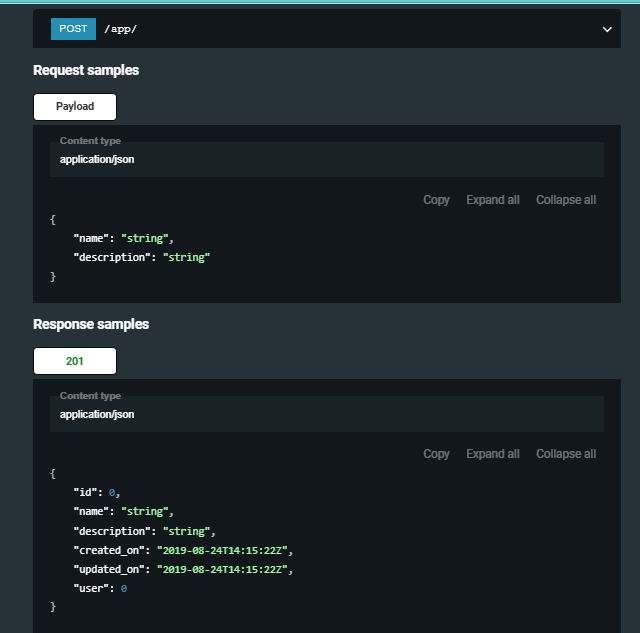 POST /app/
Request samples
Payload
Content type
application/json
Copy Expand all Collapse all
{
"name": "string",
"description": "string"
}
Response samples
201
Content type
application/json
Copy Expand all Collapse all
{
"id": 0,
"name": "string",
"description": "string",
"created_on": "2019-08-24T14:15:22Z",
"updated_on": "2019-08-24T14:15:22Z",
"user": 0
}